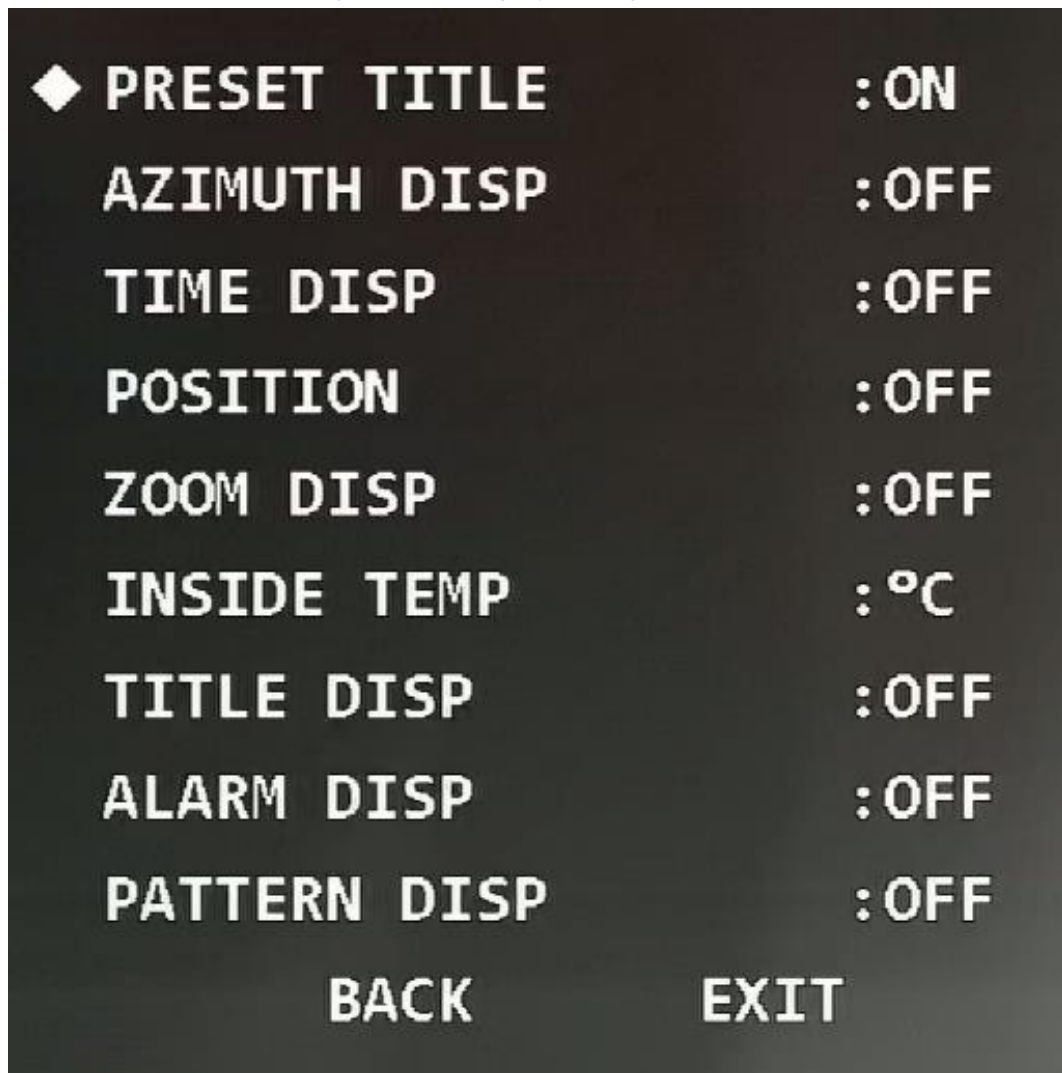 ◆ PRESET TITLE :ON
AZIMUTH DISP :OFF
TIME DISP :OFF
POSITION :OFF
ZOOM DISP :OFF
INSIDE TEMP :°C
TITLE DISP :OFF
ALARM DISP :OFF
PATTERN DISP :OFF
BACK EXIT